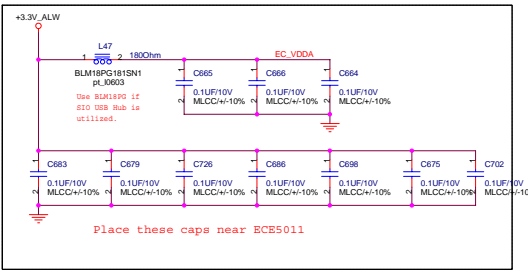 +3.3V_ALW
L47
1 2 180Ohm
BLM18PG181SN1
pt_l0603
Use BLM18PG if
SIO USB Hub is
utilized.
EC_VDDA
1 C665
0.1UF/10V
2 MLCC/+/-10%
1 C666
0.1UF/10V
2 MLCC/+/-10%
1 C664
0.1UF/10V
2 MLCC/+/-10%
1 C683
0.1UF/10V
2 MLCC/+/-10%
1 C679
0.1UF/10V
2 MLCC/+/-10%
1 C726
0.1UF/10V
2 MLCC/+/-10%
1 C686
0.1UF/10V
2 MLCC/+/-10%
1 C698
0.1UF/10V
2 MLCC/+/-10%
1 C675
0.1UF/10V
2 MLCC/+/-10%
1 C702
0.1UF/10V
2 MLCC/+/-10%
Place these caps near ECE5011